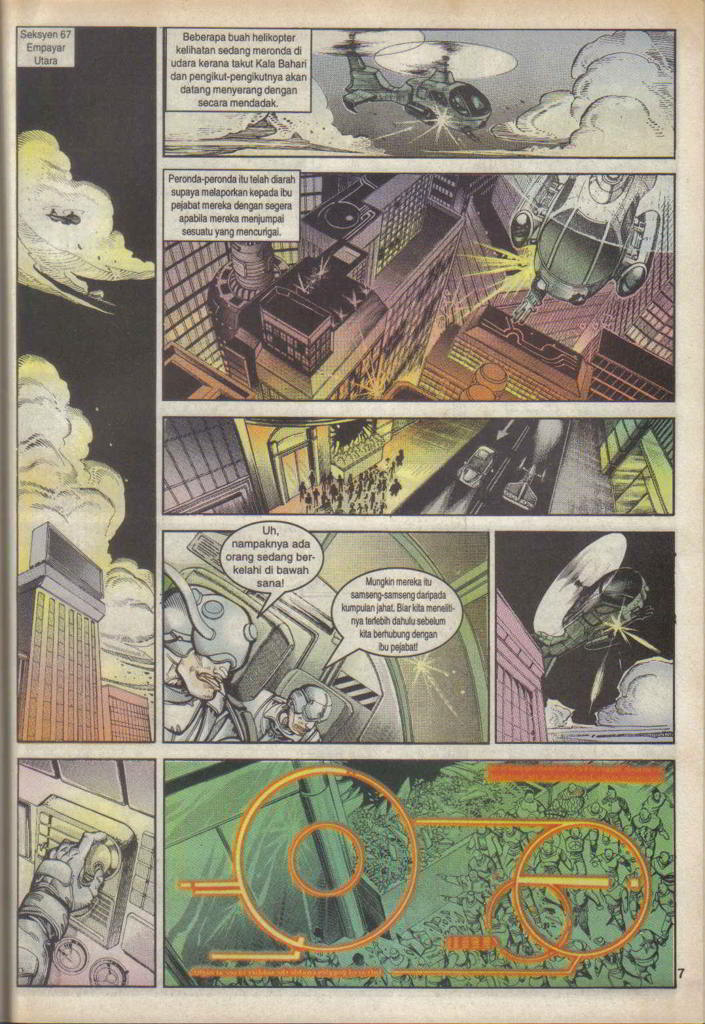 Seksyen 67
Empayar
Utara
Beberapa buah helikopter
kelihatan sedang meronda di
udara kerana takut Kala Bahari
dan pengikut-pengikutnya akan
datang menyerang dengan
secara mendadak.
Peronda-peronda itu telah diarah
supaya melaporkan kepada ibu
pejabat mereka dengan segera
apabila mereka menjumpai
sesuatu yang mencurigai.
Uh,
nampaknya ada
orang sedang ber-
kelahi di bawah
sana!
Mungkin mereka itu
samseng-samseng daripada
kumpulan jahat. Biar kita meneliti-
nya terlebih dahulu sebelum
kita berhubung dengan
ibu pejabat!
7